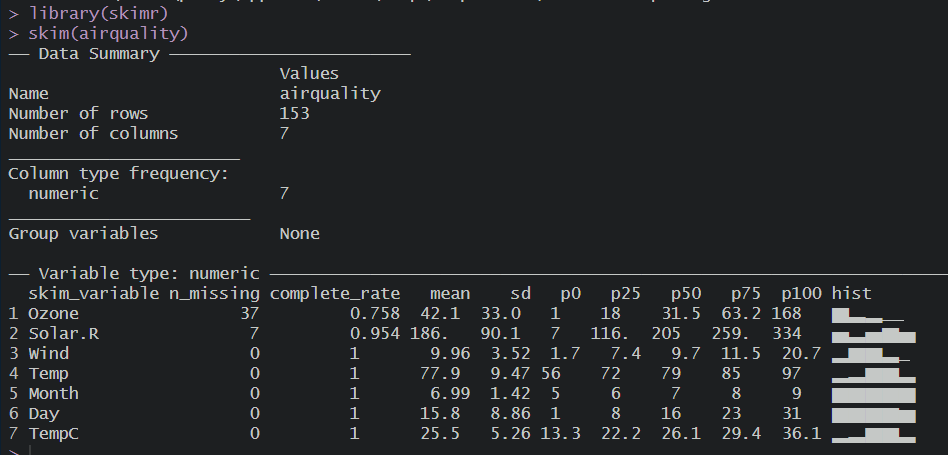 > library(skimr)
> skim(airquality)
── Data Summary ────────────────────────
                           Values
Name                       airquality
Number of rows             153
Number of columns          7
_______________________
Column type frequency:
  numeric                  7
________________________
Group variables            None

── Variable type: numeric ──────────────────────────────────────────────
  skim_variable n_missing complete_rate   mean    sd   p0   p25   p50   p75  p100 hist
1 Ozone                37         0.758  42.1  33.0   1    18    31.5  63.2 168   ▇▃▂▁▁
2 Solar.R               7         0.954 186.   90.1   7   116.  205   259.  334   ▅▃▅▇▅
3 Wind                  0         1       9.96  3.52  1.7   7.4   9.7  11.5  20.7 ▂▇▇▃▁
4 Temp                  0         1      77.9   9.47 56    72    79    85    97   ▂▃▇▇▃
5 Month                 0         1       6.99  1.42  5     6     7     8     9   ▇▇▇▇▇
6 Day                   0         1      15.8   8.86  1     8    16    23    31   ▇▇▇▇▆
7 TempC                 0         1      25.5   5.26 13.3  22.2  26.1  29.4  36.1 ▂▃▇▇▃
>